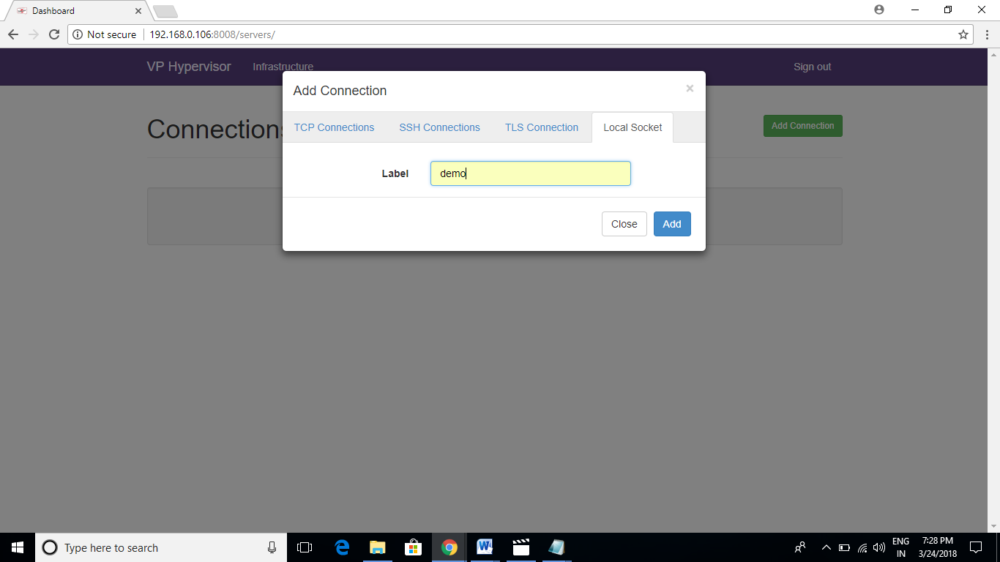 Dashboard
Not secure
192.168.0.106:8008/servers/
VP Hypervisor
Infrastructure
Sign out
Add Connection
×
Connections
Add Connection
TCP Connections
SSH Connections
TLS Connection
Local Socket
Label
demo
Close
Add
Type here to search
ENG
IN
7:28 PM
3/24/2018